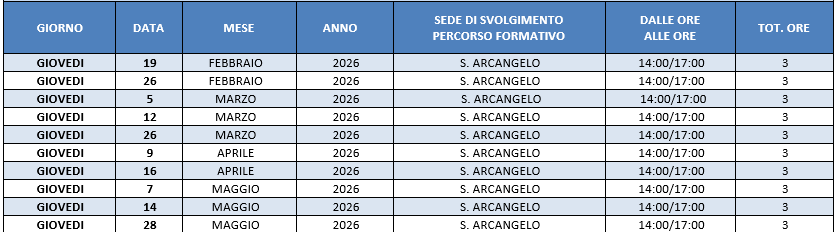 GIORNO DATA MESE ANNO SEDE DI SVOLGIMENTO PERCORSO FORMATIVO DALLE ORE ALLE ORE TOT. ORE
GIOVEDI 19 FEBBRAIO 2026 S. ARCANGELO 14:00/17:00 3
GIOVEDI 26 FEBBRAIO 2026 S. ARCANGELO 14:00/17:00 3
GIOVEDI 5 MARZO 2026 S. ARCANGELO 14:00/17:00 3
GIOVEDI 12 MARZO 2026 S. ARCANGELO 14:00/17:00 3
GIOVEDI 26 MARZO 2026 S. ARCANGELO 14:00/17:00 3
GIOVEDI 9 APRILE 2026 S. ARCANGELO 14:00/17:00 3
GIOVEDI 16 APRILE 2026 S. ARCANGELO 14:00/17:00 3
GIOVEDI 7 MAGGIO 2026 S. ARCANGELO 14:00/17:00 3
GIOVEDI 14 MAGGIO 2026 S. ARCANGELO 14:00/17:00 3
GIOVEDI 28 MAGGIO 2026 S. ARCANGELO 14:00/17:00 3